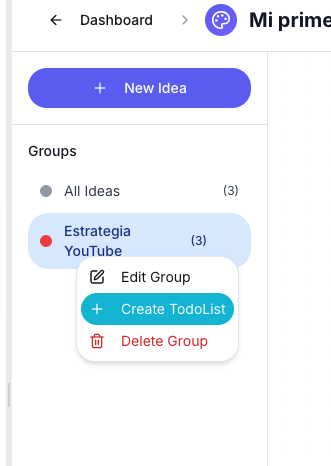 Dashboard
Mi prime
New Idea
Groups
All Ideas (3)
Estrategia
YouTube (3)
Edit Group
Create TodoList
Delete Group